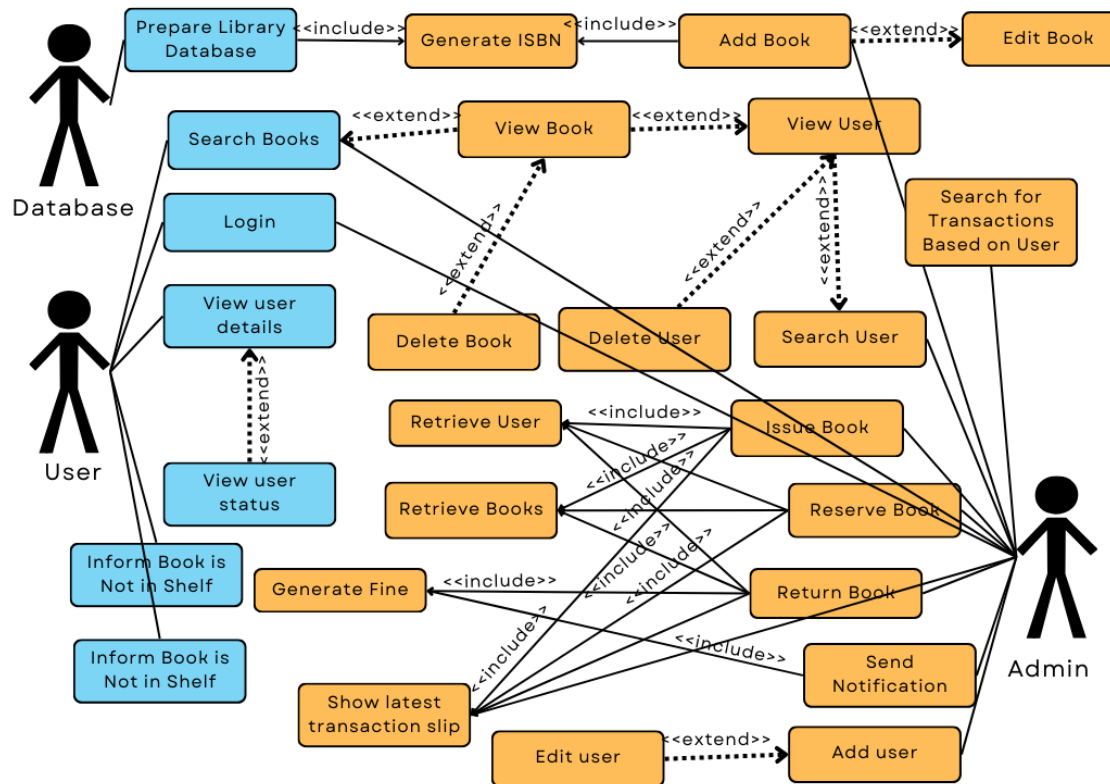 Prepare Library
Database
<<include>>
Generate ISBN
<<include>>
Add Book
<<extend>>
Edit Book
Database
Search Books
<<extend>>
View Book
<<extend>>
View User
Login
<<extend>>
<<extend>>
<<extend>>
Search for
Transactions
Based on User
View user
details
Delete Book
Delete User
Search User
<<extend>>
User
View user
status
Retrieve User
<<include>>
Issue Book
<<include>>
<<include>>
Retrieve Books
Reserve Book
<<include>>
<<include>>
Inform Book is
Not in Shelf
Generate Fine
<<include>>
Return Book
Inform Book is
Not in Shelf
<<include>>
<<include>>
Send
Notification
Admin
Show latest
transaction slip
Edit user
<<extend>>
Add user